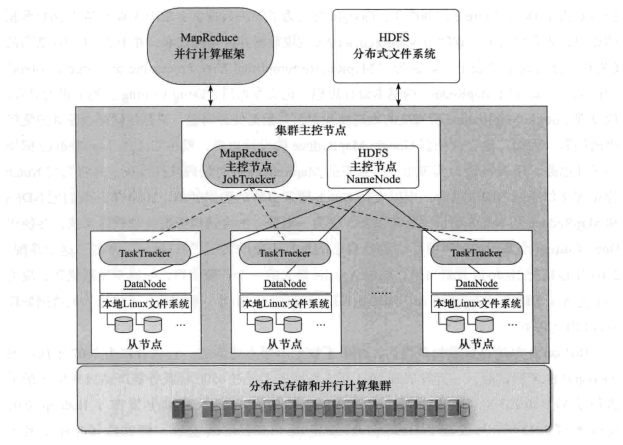 MapReduce
并行计算框架
HDFS
分布式文件系统
集群主控节点
MapReduce
主控节点
jobTracker
HDFS
主控节点
NameNode
TaskTracker
DataNode
本地Linux文件系统
…
从节点
TaskTracker
DataNode
本地Linux文件系统
…
从节点
……
TaskTracker
DataNode
本地Linux文件系统
…
从节点
分布式存储和并行计算集群